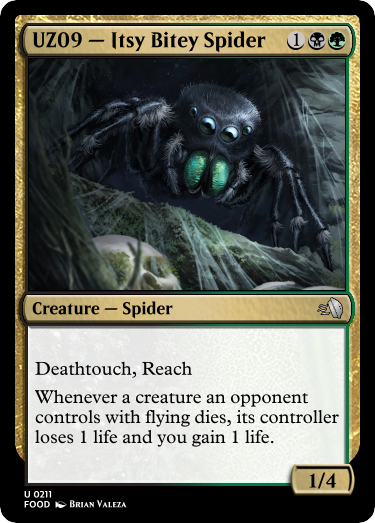 UZ09 — Itsy Bitey Spider 1
Creature — Spider
Deathtouch, Reach
Whenever a creature an opponent
controls with flying dies, its controller
loses 1 life and you gain 1 life.
1/4
U 0211
FOOD Brian Valeza